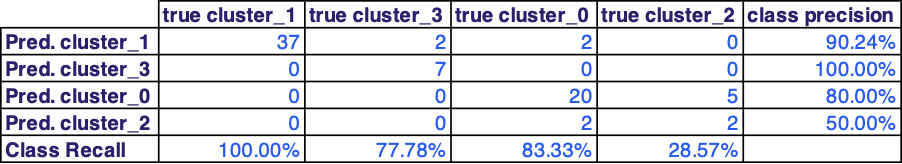 true cluster_1 true cluster_3 true cluster_0 true cluster_2 class precision
Pred. cluster_1 37 2 2 0 90.24%
Pred. cluster_3 0 7 0 0 100.00%
Pred. cluster_0 0 0 20 5 80.00%
Pred. cluster_2 0 0 2 2 50.00%
Class Recall 100.00% 77.78% 83.33% 28.57%